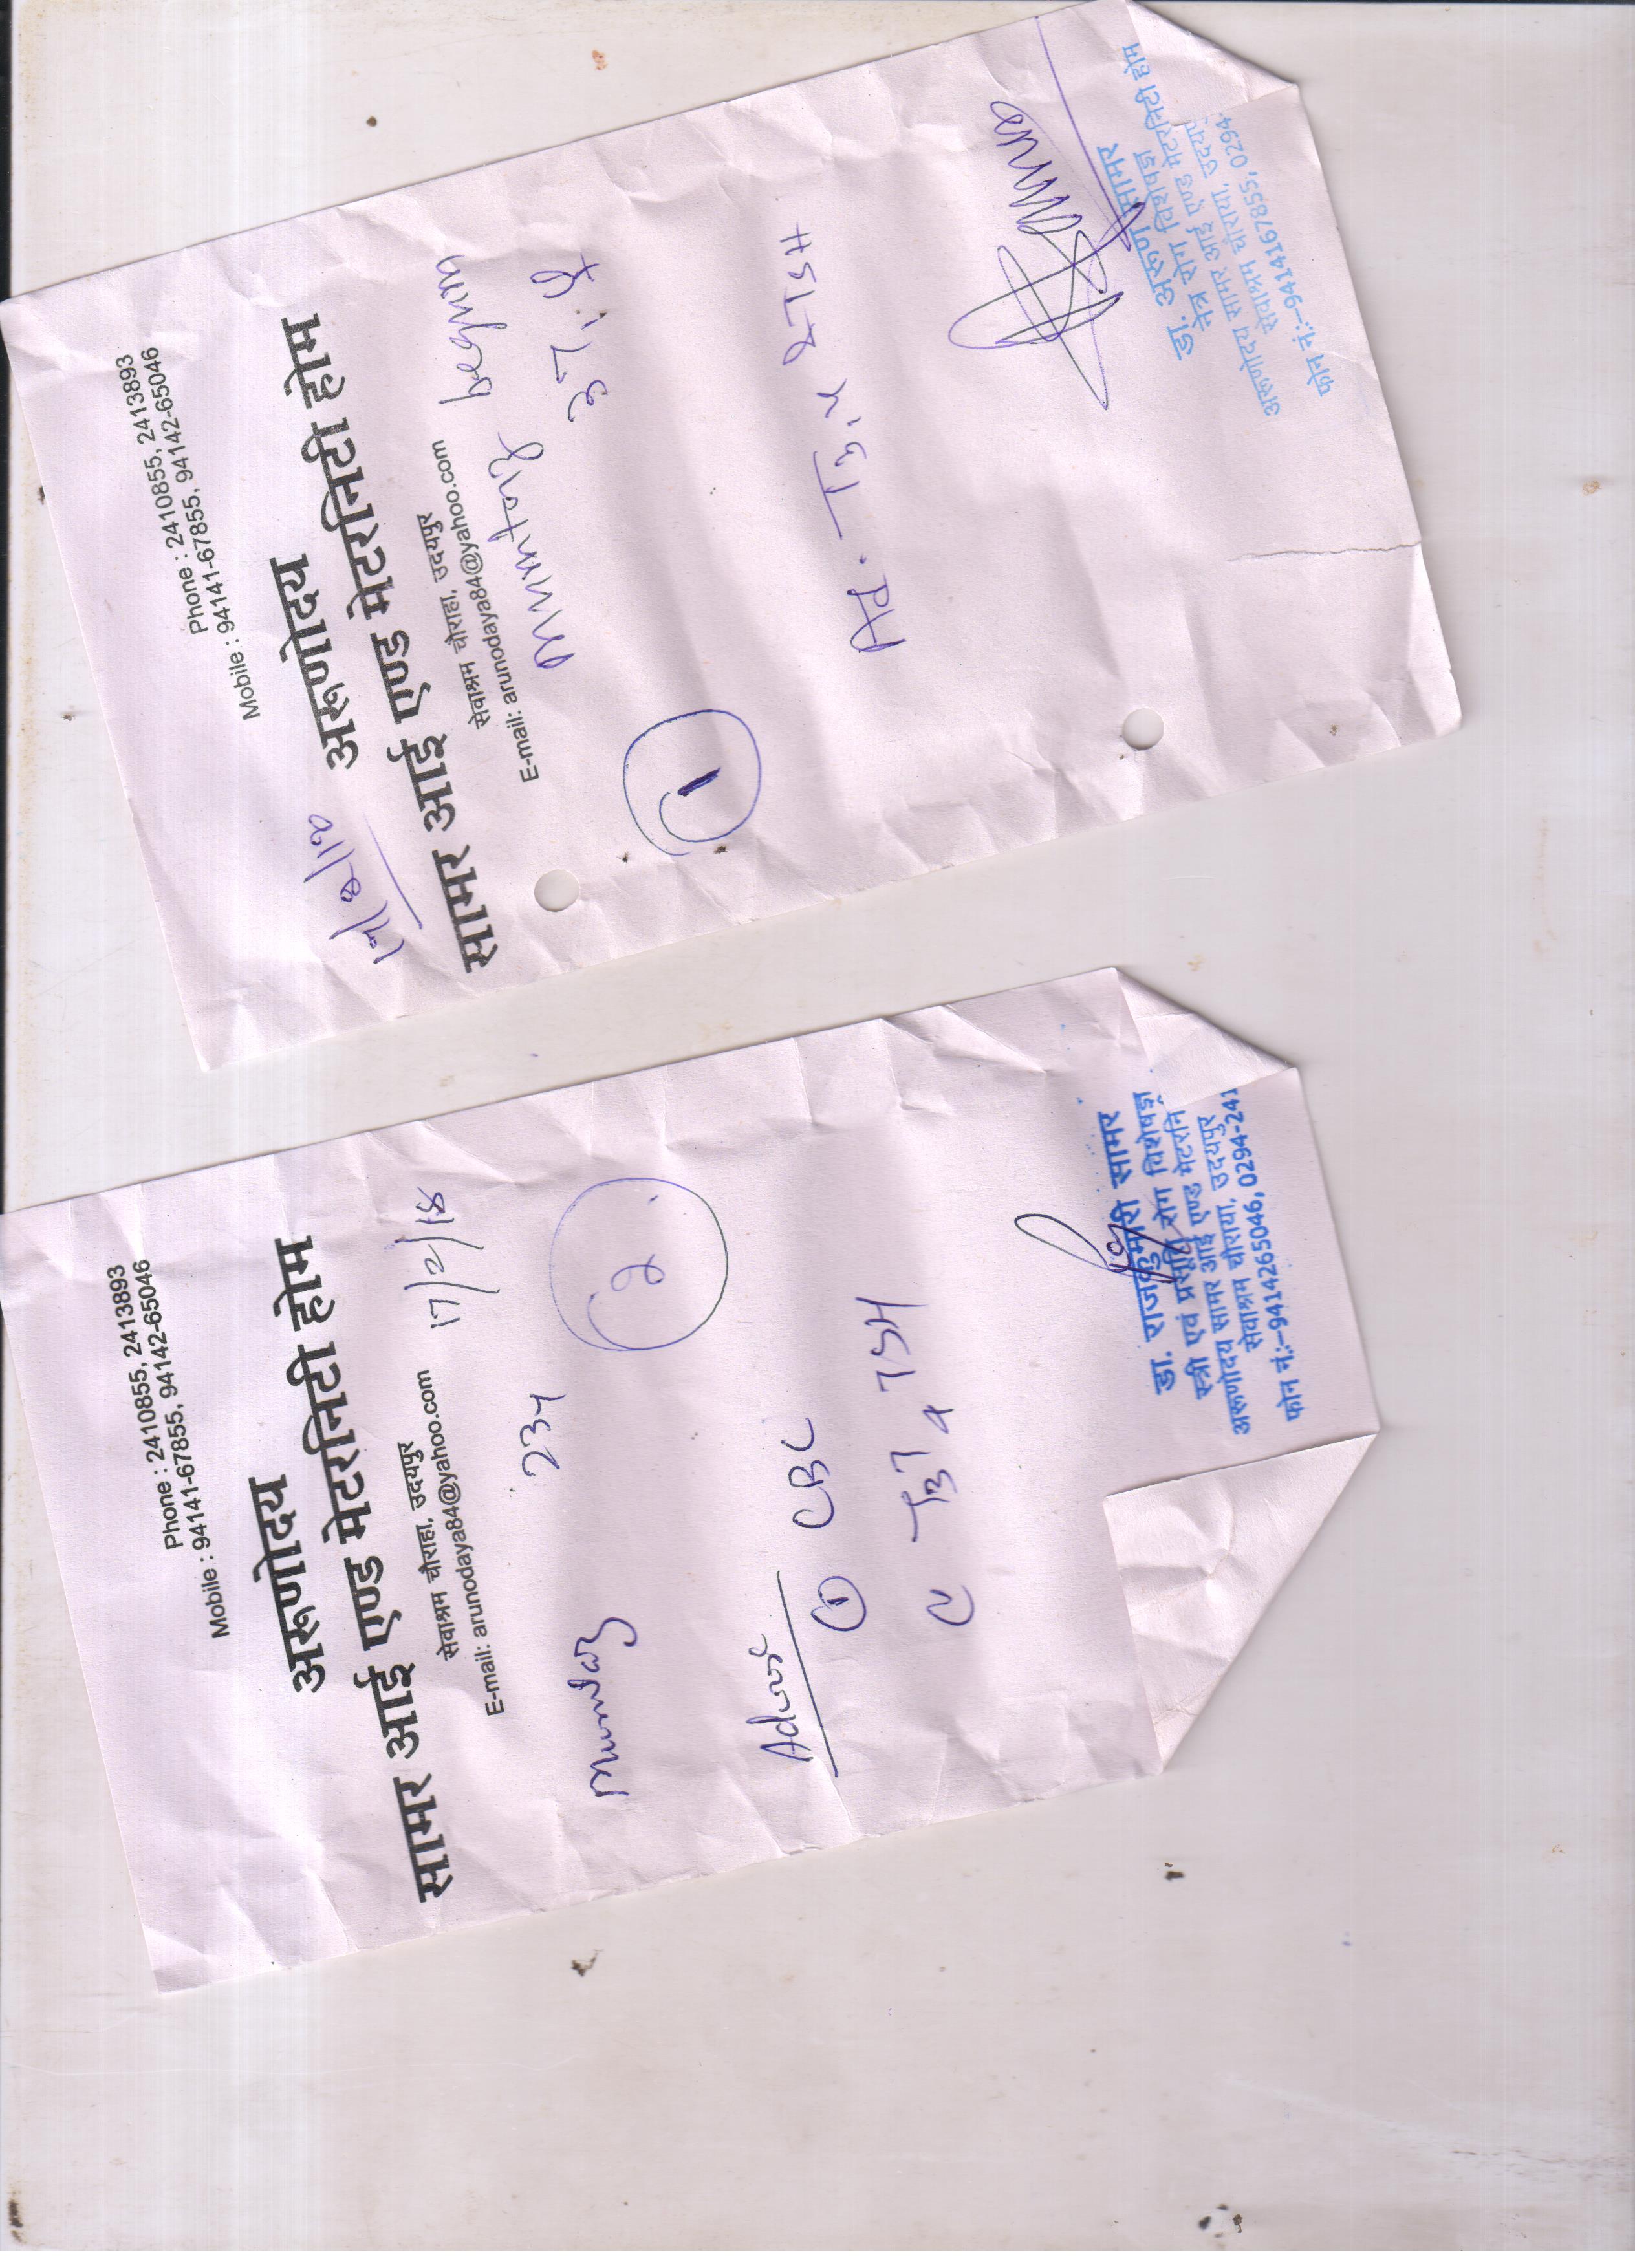 Phone : 2410855, 2413893
Mobile : 94141-67855, 94142-65046
अरूणोदय
सामर आई एण्ड मेटरनिटी होम
सेवाश्रम चौराहा, उदयपुर
E-mail: arunodaya84@yahoo.com
17/2/18
Mumtaz
23y
2
Advise
1 CBC
T3 T4 TSH
डा. राजकुमारी सामर
स्त्री एवं प्रसूति रोग विशेषज्ञ
अरूणोदय सामर आई एण्ड मेटरनि
सेवाश्रम चौराया, उदयपुर
फोन नं:–9414265046, 0294-241
Phone : 2410855, 2413893
Mobile : 94141-67855, 94142-65046
अरूणोदय
सामर आई एण्ड मेटरनिटी होम
सेवाश्रम चौराहा, उदयपुर
E-mail: arunodaya84@yahoo.com
Mumtaz begum
1
Ad. T3,4 & TSH
डा. अरूण सामर
नेत्र रोग विशेषज्ञ
अरूणोदय सामर आई एण्ड मेटरनिटी होम
सेवाश्रम चौराया, उदयपु
फोन नं:–9414167855, 0294